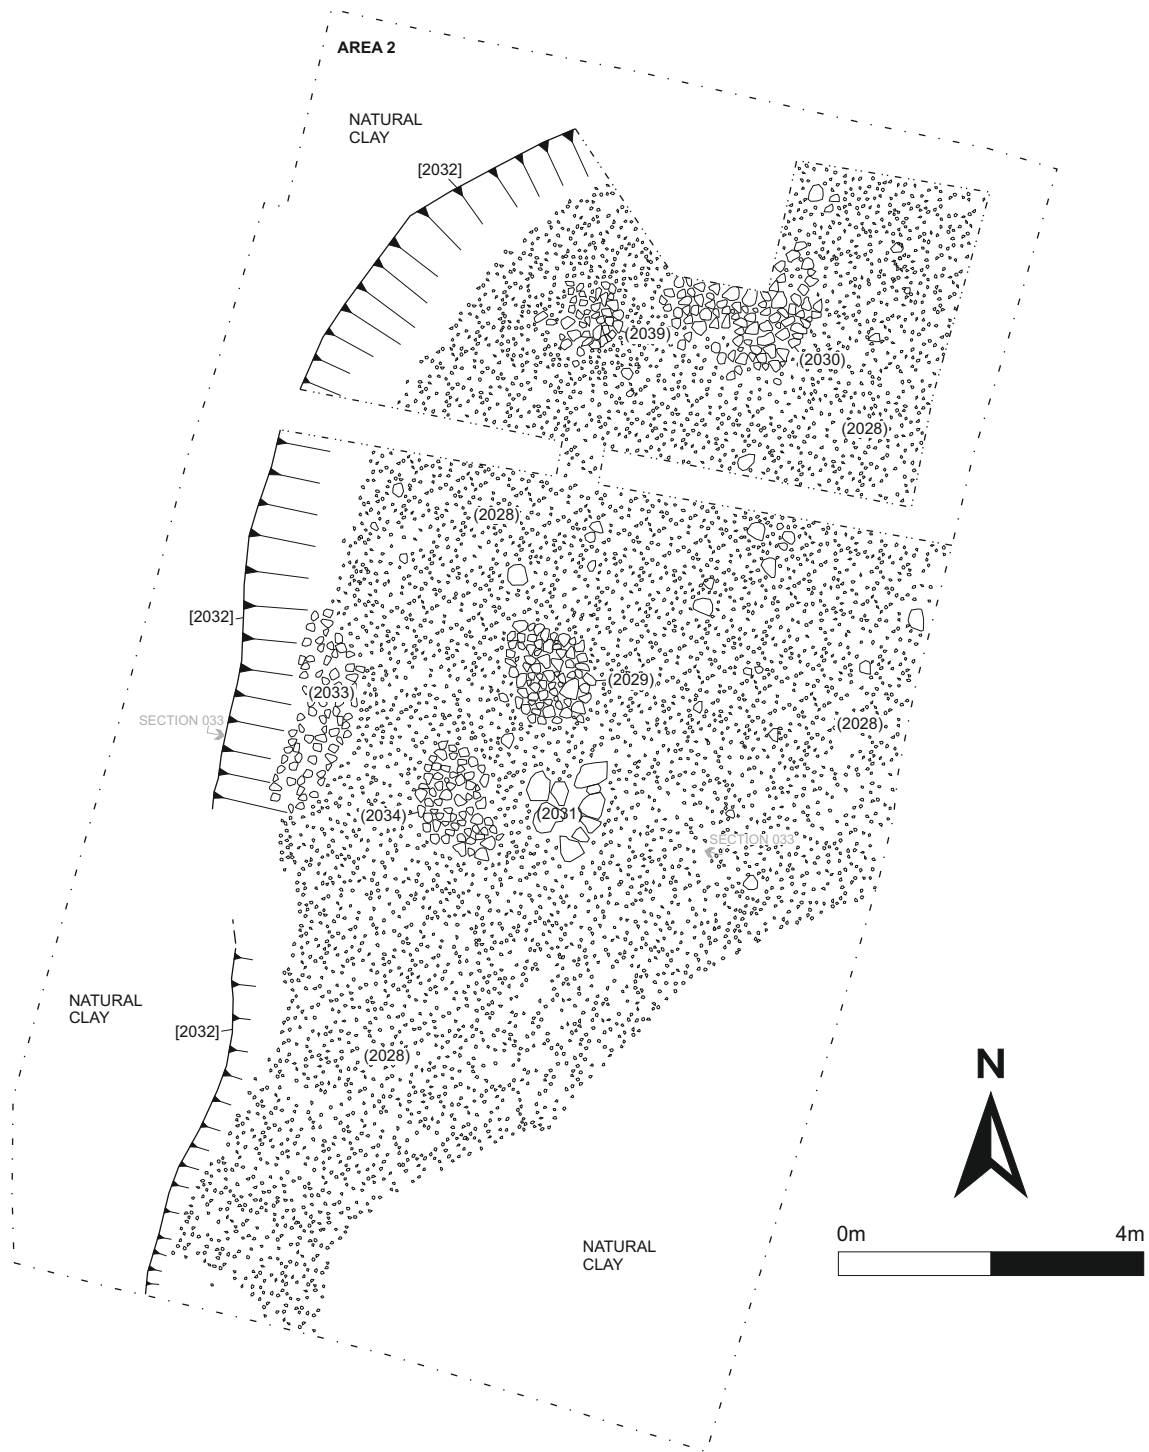 AREA 2
NATURAL
CLAY
[2032]
(2039)
(2030)
(2028)
(2028)
[2032]
(2029)
(2033)
SECTION 033
(2028)
(2034)
(2031)
SECTION 033
NATURAL
CLAY
[2032]
(2028)
N
0m 4m
NATURAL
CLAY